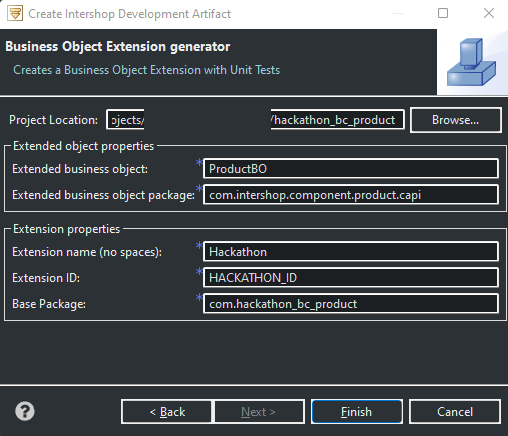 Create Intershop Development Artifact
Business Object Extension generator
Creates a Business Object Extension with Unit Tests
Project Location: ojects/ /hackathon_bc_product Browse...
Extended object properties
Extended business object: * ProductBO
Extended business object package: * com.intershop.component.product.capi
Extension properties
Extension name (no spaces): * Hackathon
Extension ID: * HACKATHON_ID
Base Package: * com.hackathon_bc_product
? < Back Next > Finish Cancel